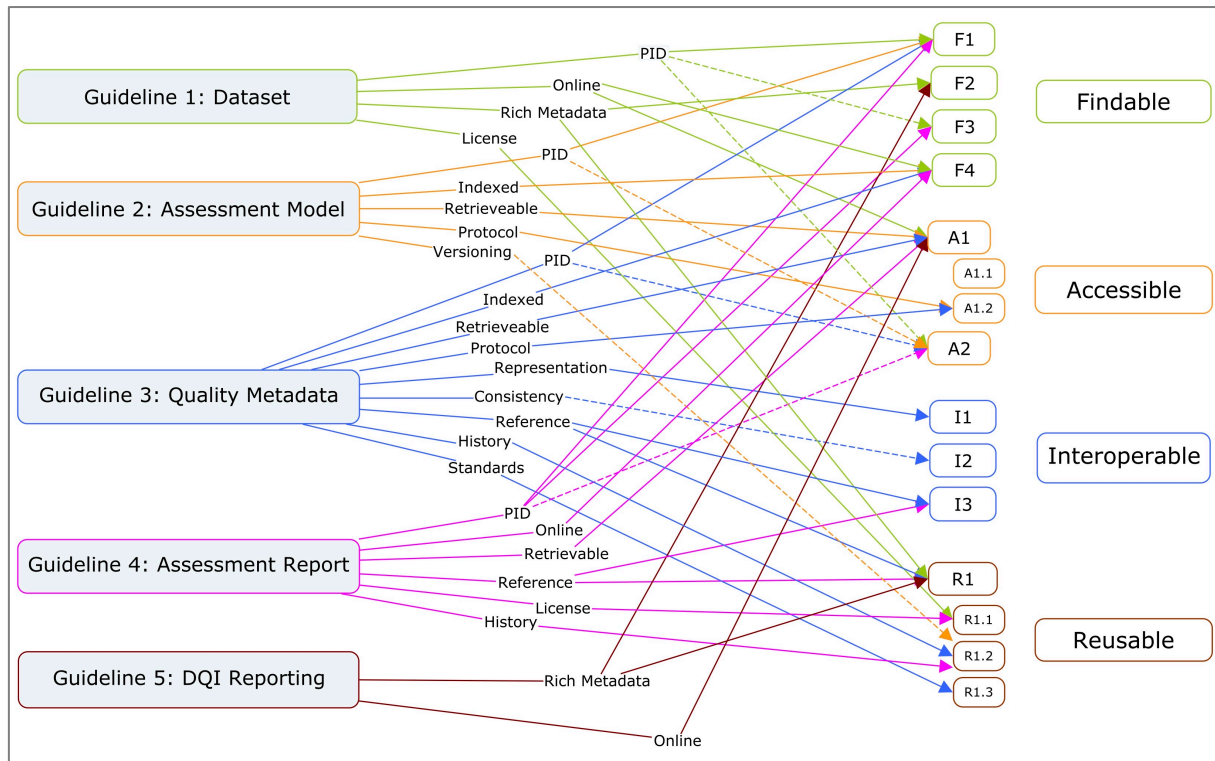 Guideline 1: Dataset
PID
Online
Rich Metadata
License
Guideline 2: Assessment Model
PID
Indexed
Retrieveable
Protocol
Versioning
Guideline 3: Quality Metadata
PID
Indexed
Retrieveable
Protocol
Representation
Consistency
Reference
History
Standards
Guideline 4: Assessment Report
PID
Online
Retrievable
Reference
License
History
Guideline 5: DQI Reporting
Rich Metadata
Online
F1
F2
F3
F4
Findable
A1
A1.1
A1.2
A2
Accessible
I1
I2
I3
Interoperable
R1
R1.1
R1.2
R1.3
Reusable